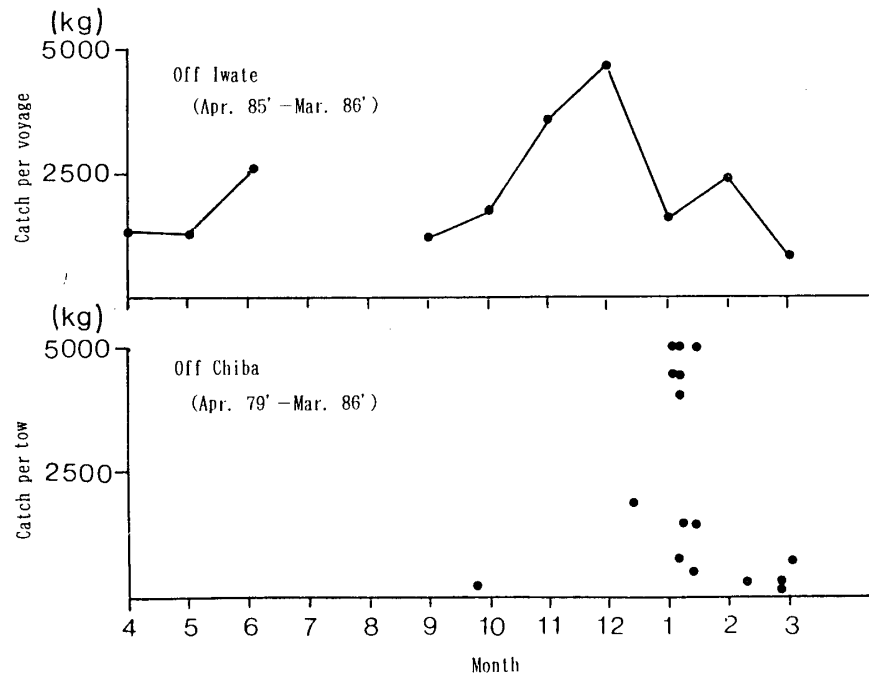 (kg)
5000
Off Iwate
(Apr. 85' -Mar. 86')
Catch per voyage
2500
(kg)
5000
Off Chiba
(Apr. 79' -Mar. 86')
Catch per tow
2500
4 5 6 7 8 9 10 11 12 1 2 3
Month